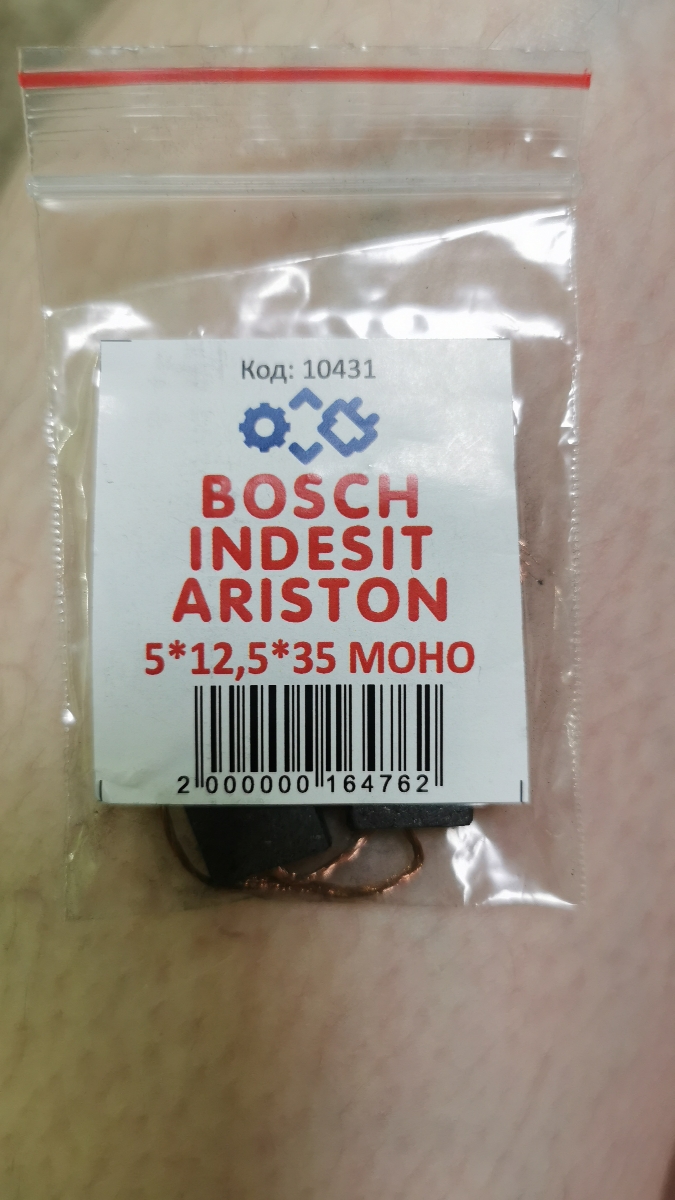 Код: 10431
BOSCH
INDESIT
ARISTON
5*12,5*35 МОНО
2 000000 164762